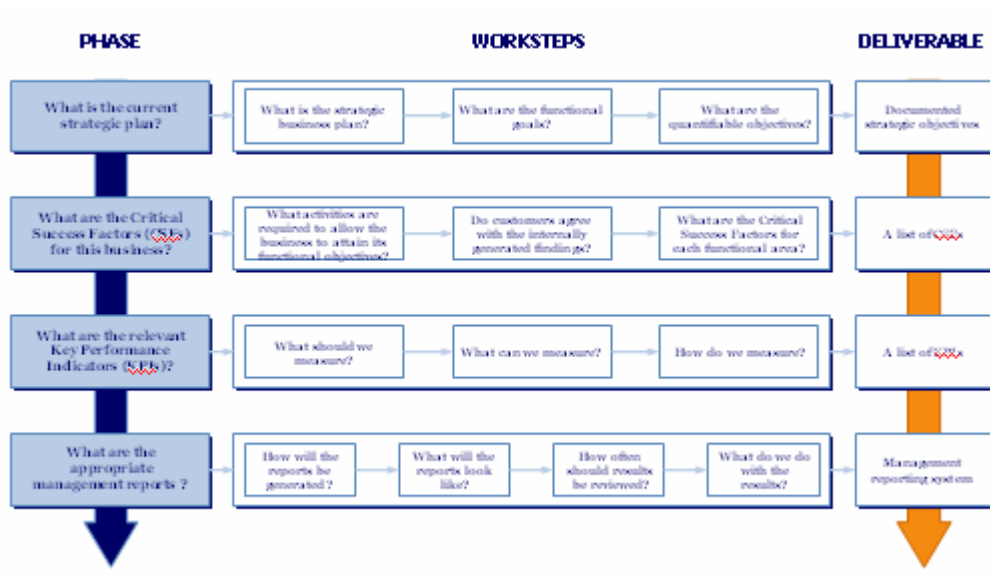 PHASE
WORKSTEPS
DELIVERABLE
What is the current
strategic plan?
What is the strategic
business plan?
What are the functional
goals?
What are the
quantifiable objectives?
Documented
strategic objectives
What are the Critical
Success Factors (CSFs)
for this business?
What activities are
required to allow the
business to attain its
functional objectives?
Do customers agree
with the internally
generated findings?
What are the Critical
Success Factors for
each functional area?
A list of CSFs
What are the relevant
Key Performance
Indicators (KPIs)?
What should we
measure?
What can we measure?
How do we measure?
A list of KPIs
What are the
appropriate
management reports ?
How will the
reports be
generated?
What will the
reports look
like?
How often
should results
be reviewed?
What do we do
with the
results?
Management
reporting system